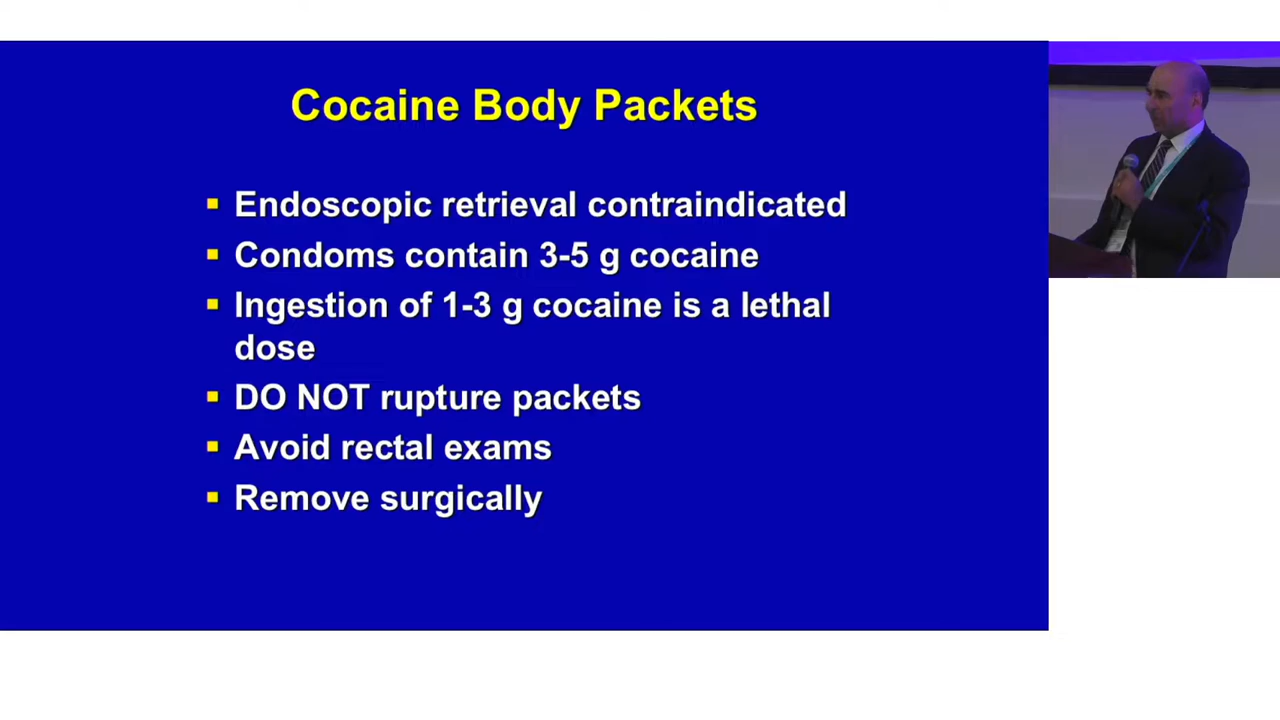 Cocaine Body Packets
▪ Endoscopic retrieval contraindicated
▪ Condoms contain 3-5 g cocaine
▪ Ingestion of 1-3 g cocaine is a lethal
dose
▪ DO NOT rupture packets
▪ Avoid rectal exams
▪ Remove surgically